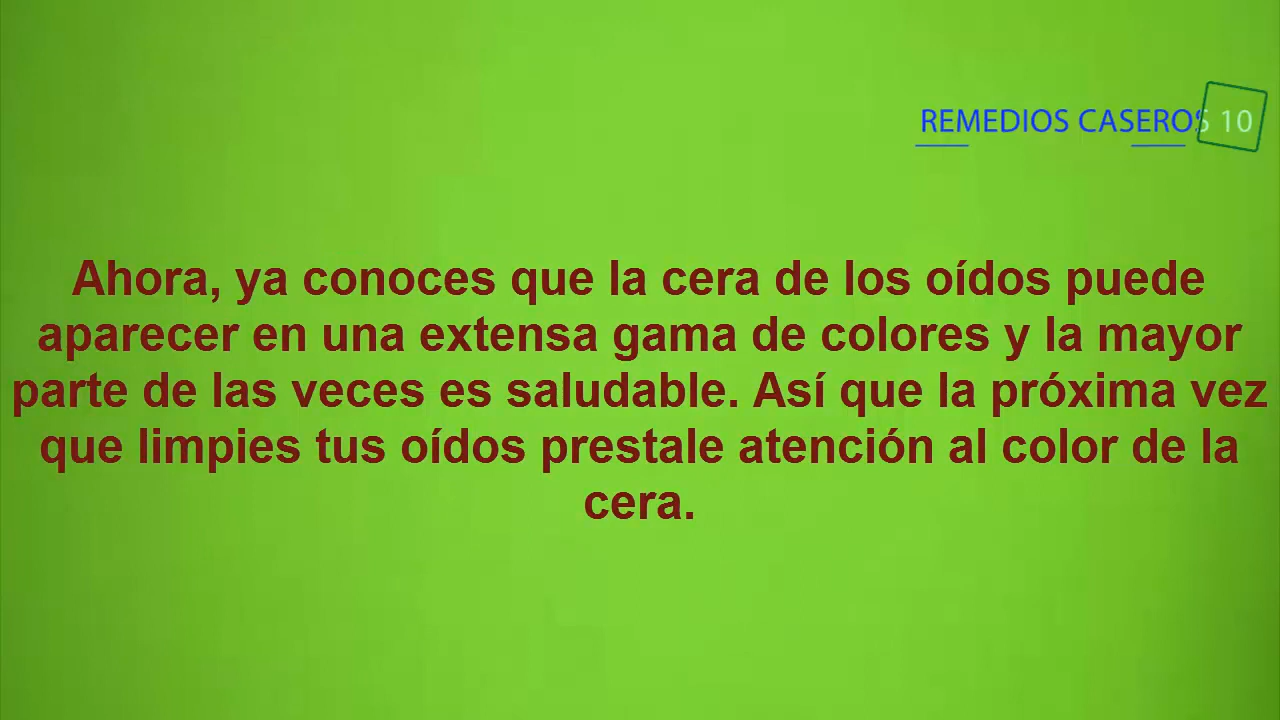 REMEDIOS CASEROS 10
Ahora, ya conoces que la cera de los oídos puede
aparecer en una extensa gama de colores y la mayor
parte de las veces es saludable. Así que la próxima vez
que limpies tus oídos prestale atención al color de la
cera.